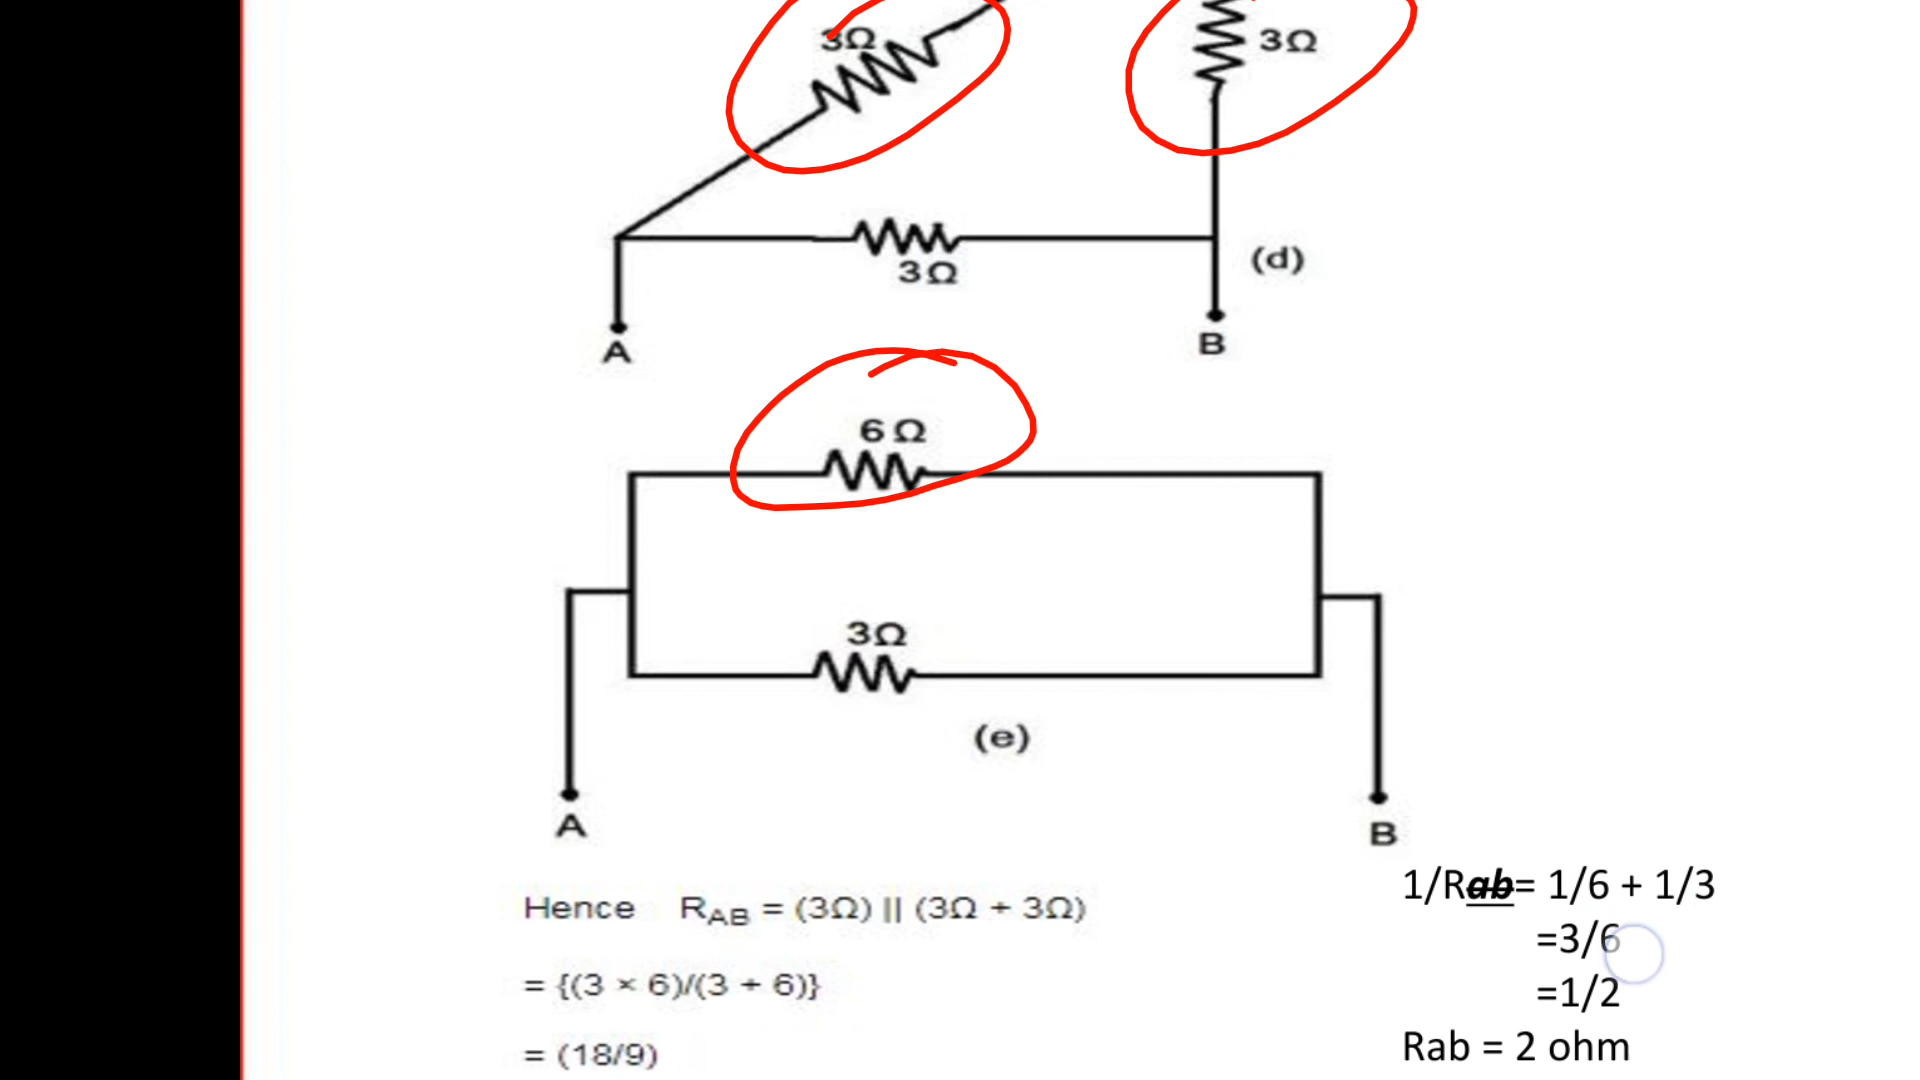 3Ω
3Ω
3Ω
(d)
A
B
6Ω
3Ω
(e)
A
B
Hence R_AB = (3Ω) || (3Ω + 3Ω)
= {(3 × 6)/(3 + 6)}
= (18/9)
1/Rab= 1/6 + 1/3
=3/6
=1/2
Rab = 2 ohm